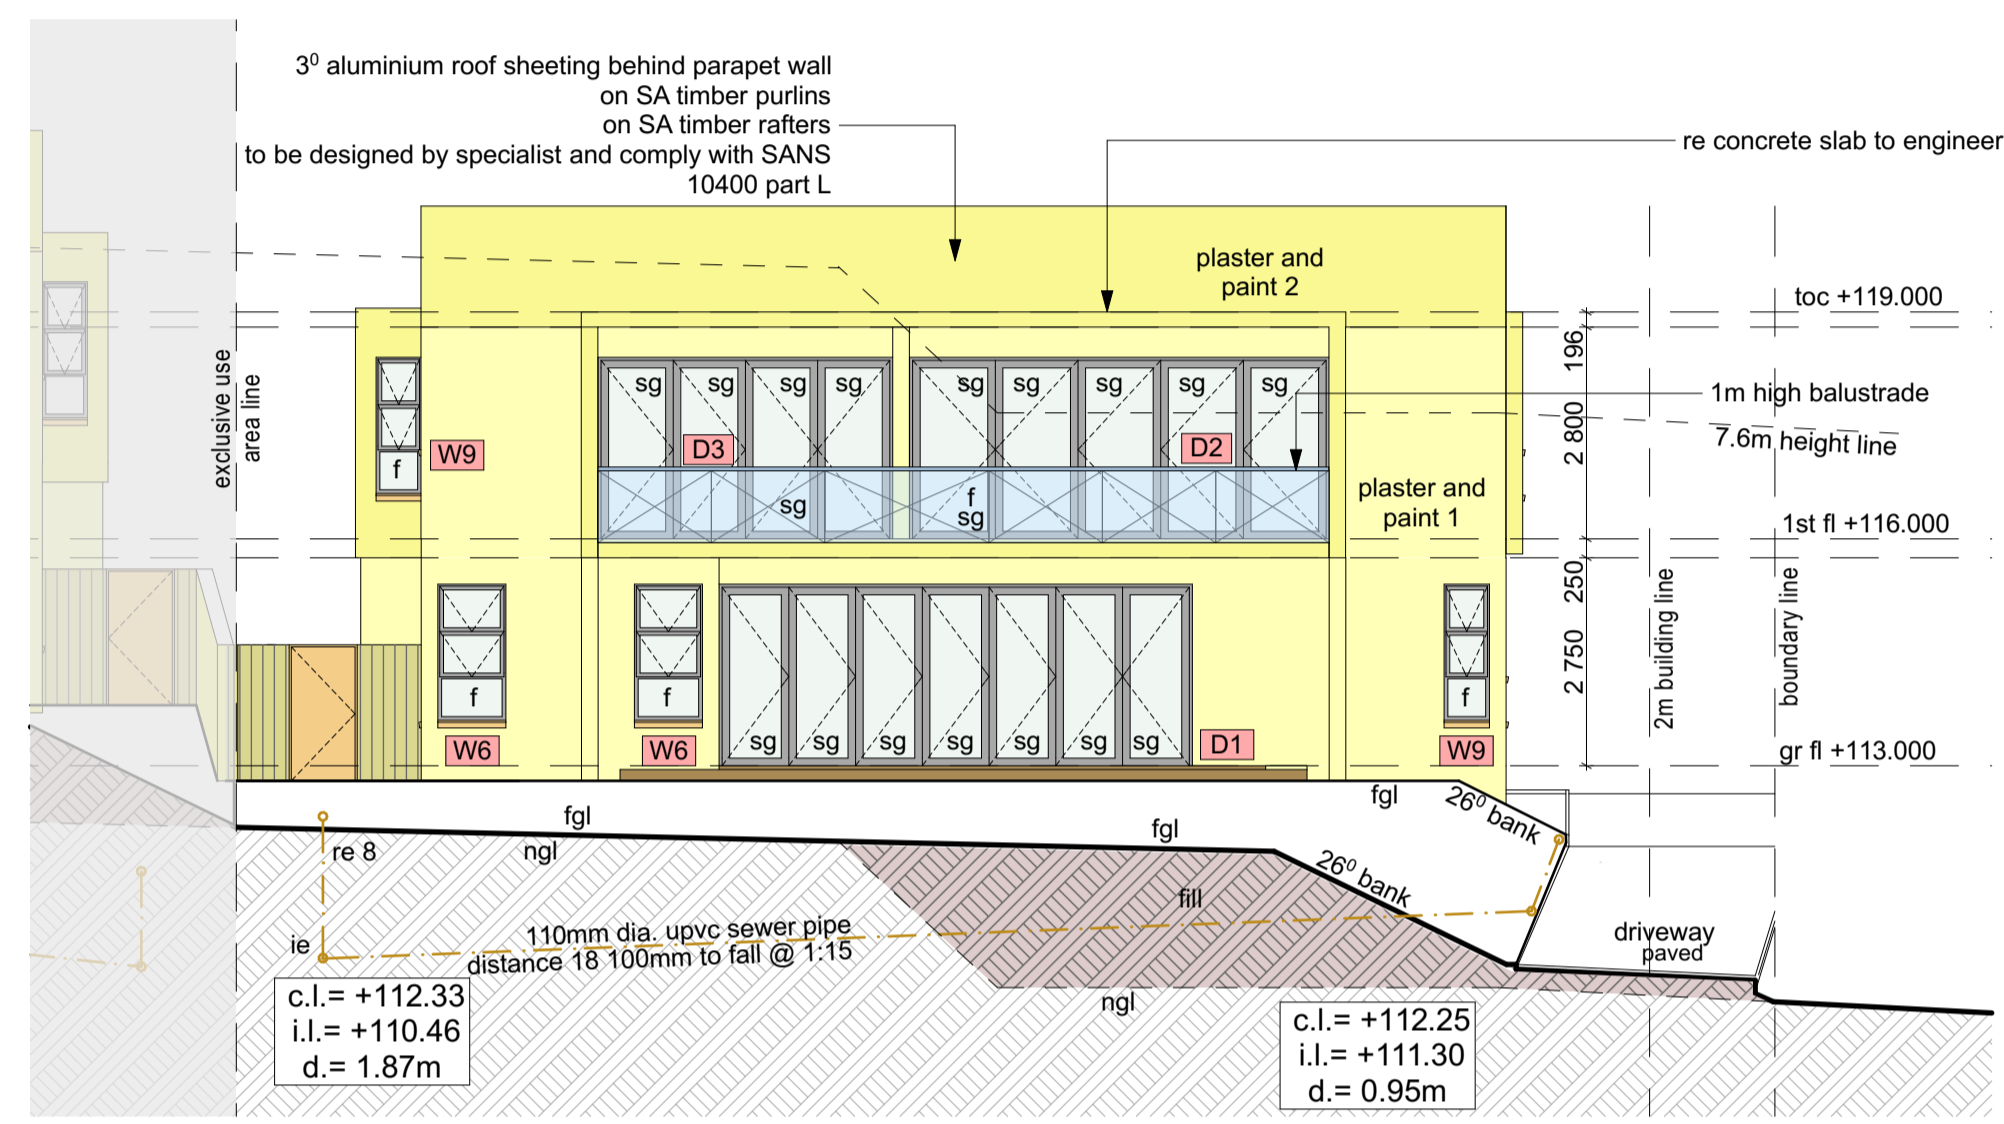 3⁰ aluminium roof sheeting behind parapet wall
on SA timber purlins
on SA timber rafters
to be designed by specialist and comply with SANS
10400 part L
re concrete slab to engineer
plaster and
paint 2
toc +119.000
196
exclusive use
area line
sg
sg
sg
sg
sg
sg
sg
sg
sg
1m high balustrade
2 800
7.6m height line
W9
D3
D2
f
sg
f
sg
plaster and
paint 1
1st fl +116.000
250
2m building line
boundary line
2 750
f
f
f
W6
W6
sg
sg
sg
sg
sg
sg
sg
D1
W9
gr fl +113.000
fgl
26⁰ bank
fgl
fgl
re 8
ngl
26⁰ bank
fill
ie
110mm dia. upvc sewer pipe
distance 18 100mm to fall @ 1:15
driveway
paved
ngl
c.l.= +112.33
i.l.= +110.46
d.= 1.87m
c.l.= +112.25
i.l.= +111.30
d.= 0.95m